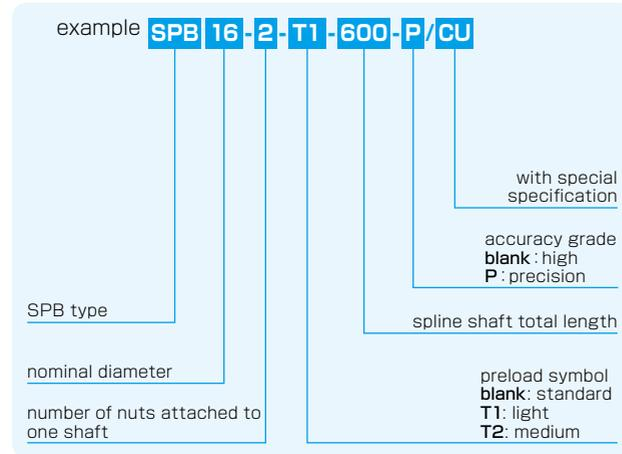 example SPB 16-2-T1-600-P/CU
with special
specification
accuracy grade
blank : high
P : precision
SPB type
spline shaft total length
nominal diameter
preload symbol
blank: standard
T1: light
T2: medium
number of nuts attached to
one shaft